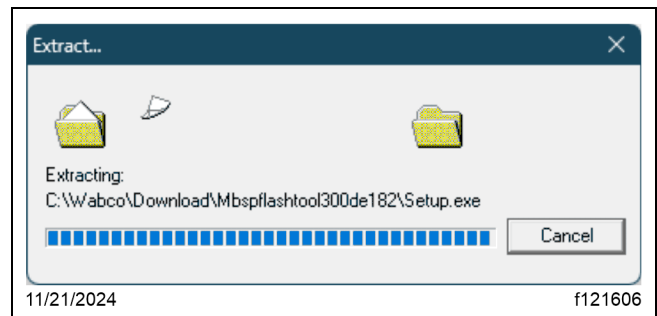 Extract...
Extracting:
C:\Wabco\Download\Mbspflashtool300de182\Setup.exe
Cancel
11/21/2024 f121606